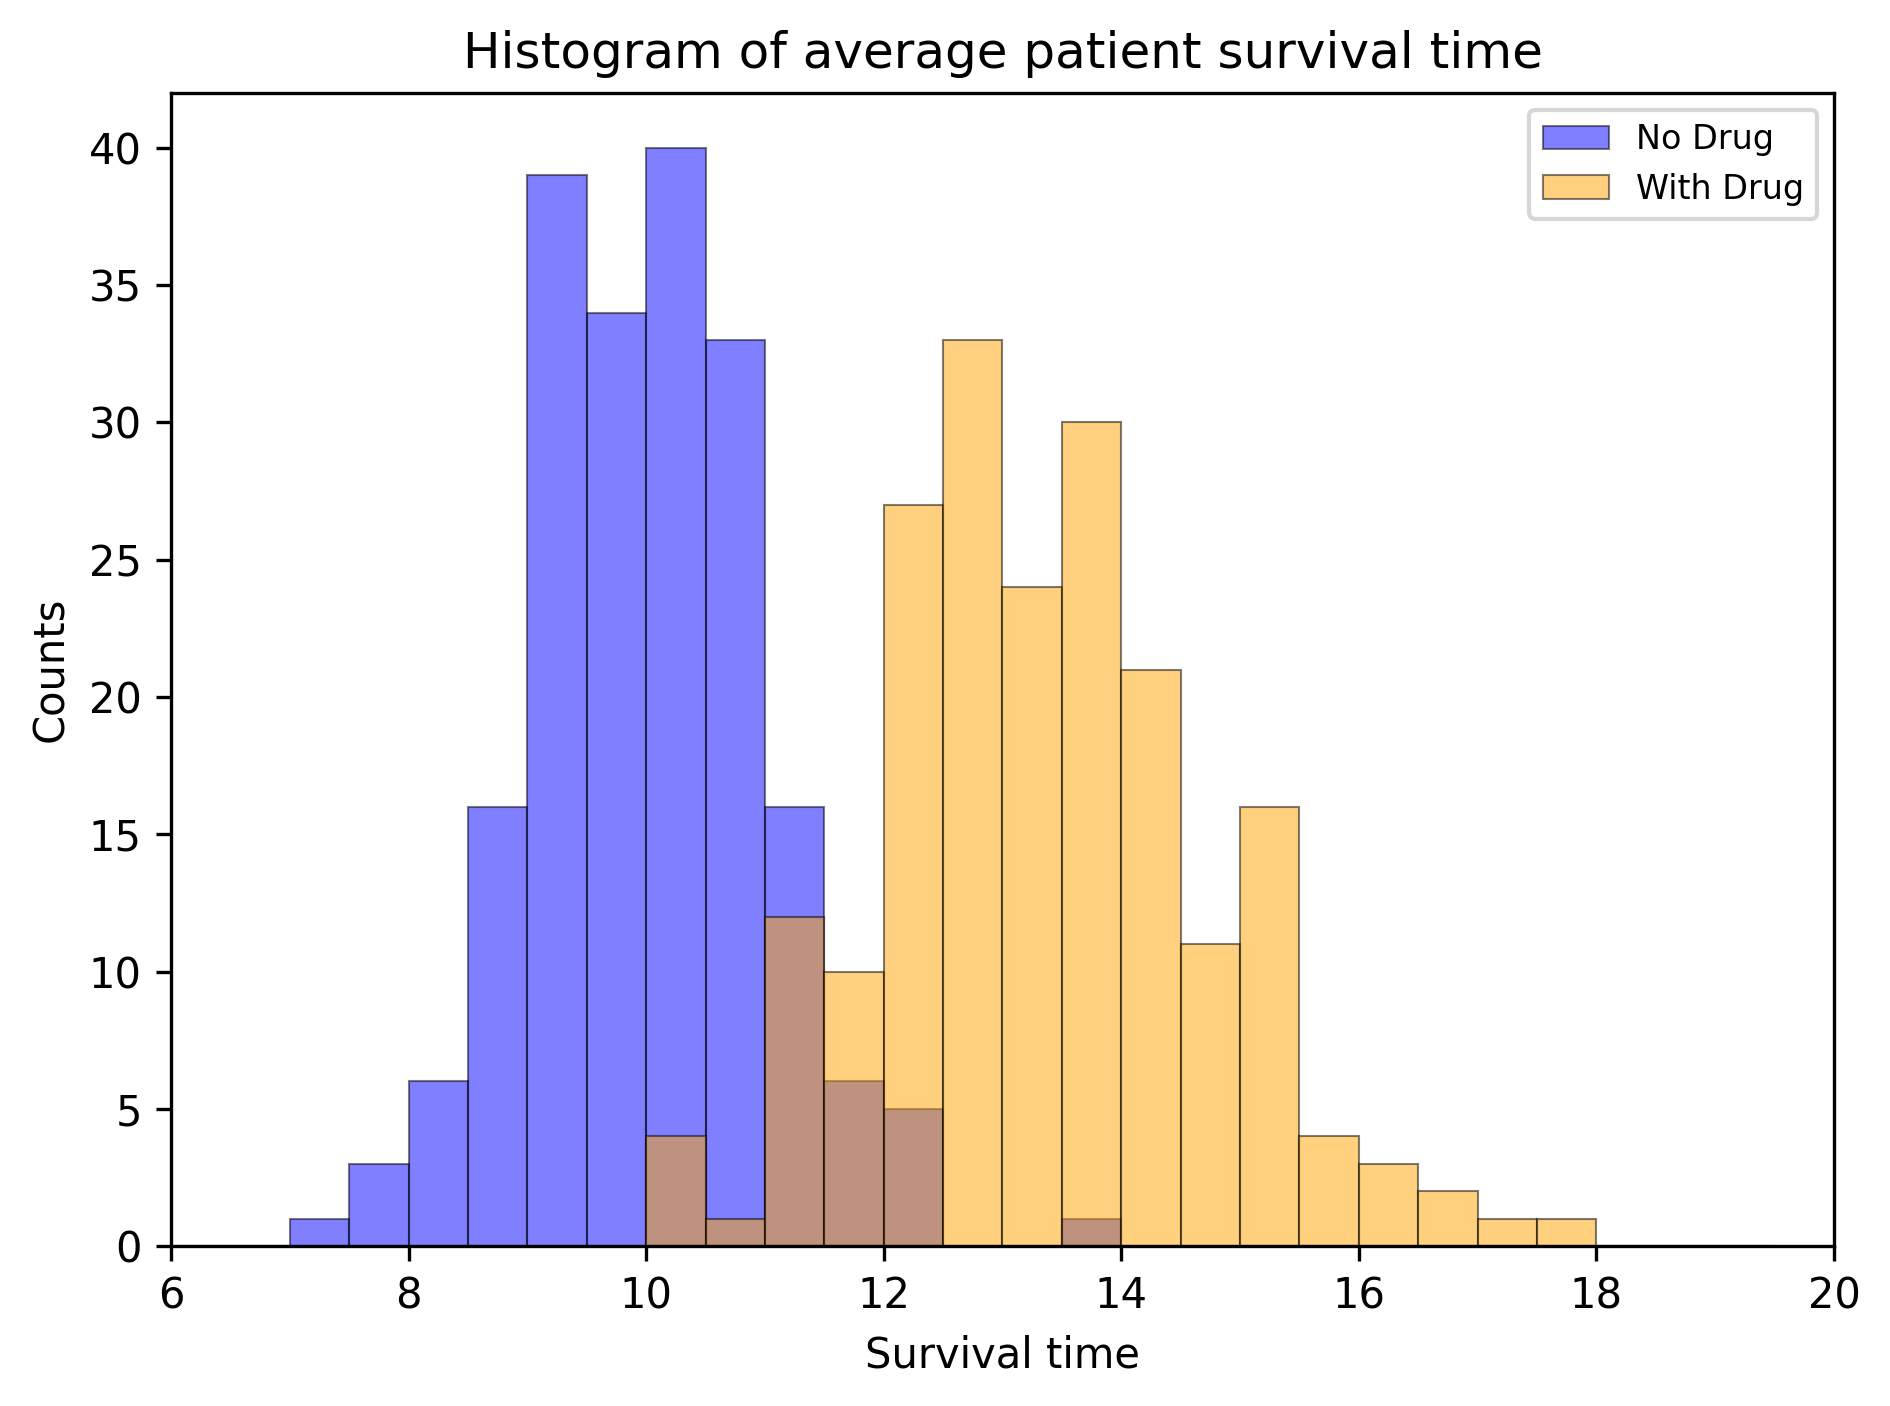 Histogram of average patient survival time
No Drug
With Drug
40
35
30
25
20
15
10
5
0
Counts
6 8 10 12 14 16 18 20
Survival time